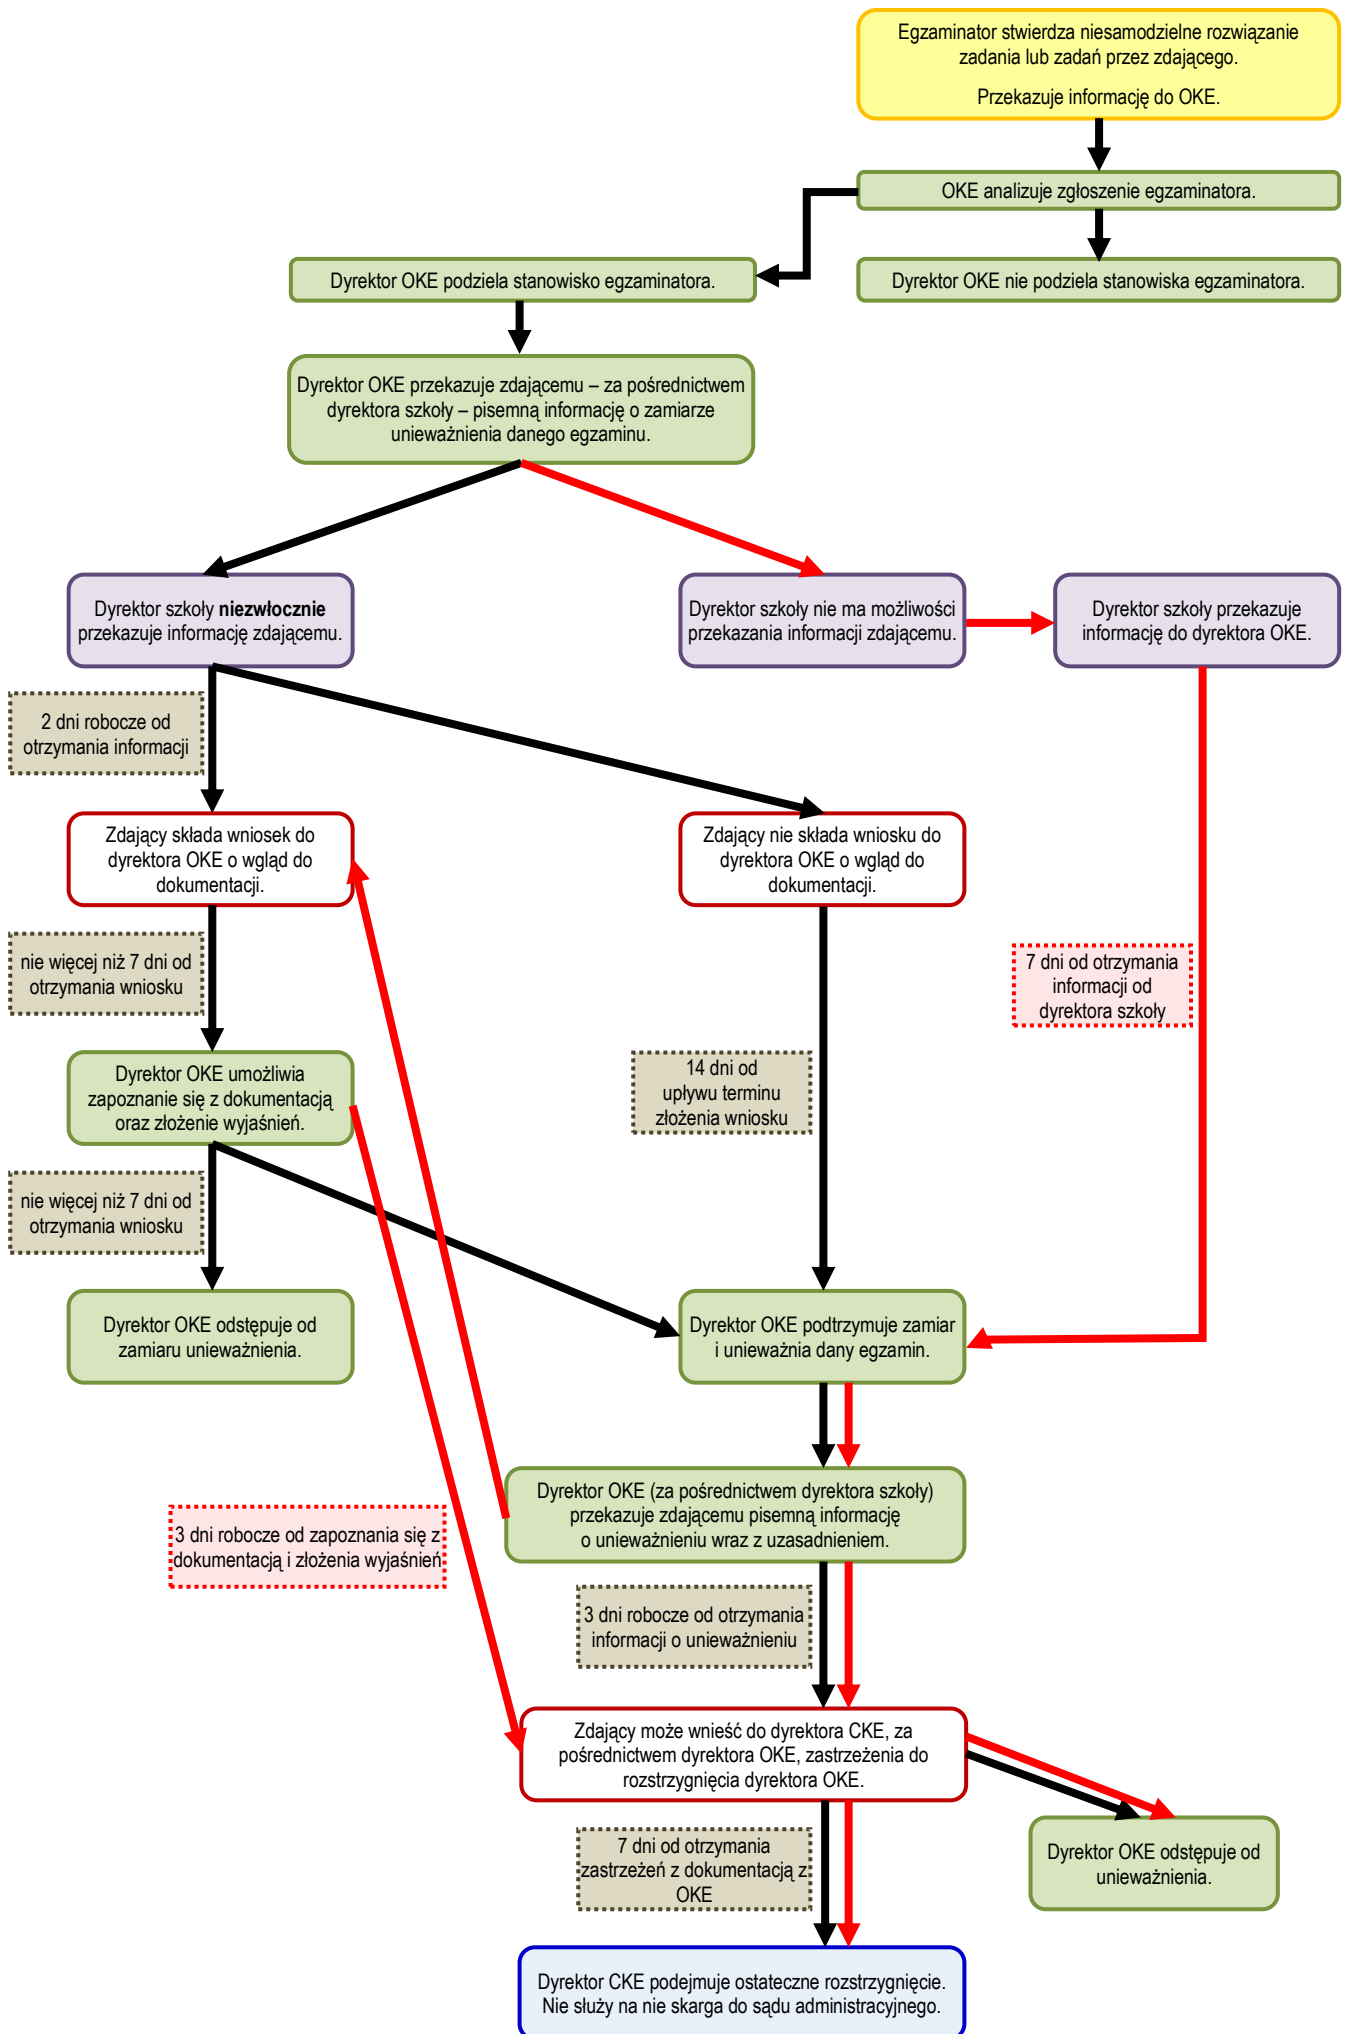 Egzaminator stwierdza niesamodzielne rozwiązanie
zadania lub zadań przez zdającego.
Przekazuje informację do OKE.
OKE analizuje zgłoszenie egzaminatora.
Dyrektor OKE podziela stanowisko egzaminatora.
Dyrektor OKE nie podziela stanowiska egzaminatora.
Dyrektor OKE przekazuje zdającemu – za pośrednictwem
dyrektora szkoły – pisemną informację o zamiarze
unieważnienia danego egzaminu.
Dyrektor szkoły niezwłocznie
przekazuje informację zdającemu.
Dyrektor szkoły nie ma możliwości
przekazania informacji zdającemu.
Dyrektor szkoły przekazuje
informację do dyrektora OKE.
2 dni robocze od
otrzymania informacji
Zdający składa wniosek do
dyrektora OKE o wgląd do
dokumentacji.
Zdający nie składa wniosku do
dyrektora OKE o wgląd do
dokumentacji.
nie więcej niż 7 dni od
otrzymania wniosku
7 dni od otrzymania
informacji od
dyrektora szkoły
Dyrektor OKE umożliwia
zapoznanie się z dokumentacją
oraz złożenie wyjaśnień.
14 dni od
upływu terminu
złożenia wniosku
nie więcej niż 7 dni od
otrzymania wniosku
Dyrektor OKE odstępuje od
zamiaru unieważnienia.
Dyrektor OKE podtrzymuje zamiar
i unieważnia dany egzamin.
Dyrektor OKE (za pośrednictwem dyrektora szkoły)
przekazuje zdającemu pisemną informację
o unieważnieniu wraz z uzasadnieniem.
3 dni robocze od zapoznania się z
dokumentacją i złożenia wyjaśnień
3 dni robocze od otrzymania
informacji o unieważnieniu
Zdający może wnieść do dyrektora CKE, za
pośrednictwem dyrektora OKE, zastrzeżenia do
rozstrzygnięcia dyrektora OKE.
7 dni od otrzymania
zastrzeżeń z dokumentacją z
OKE
Dyrektor OKE odstępuje od
unieważnienia.
Dyrektor CKE podejmuje ostateczne rozstrzygnięcie.
Nie służy na nie skarga do sądu administracyjnego.